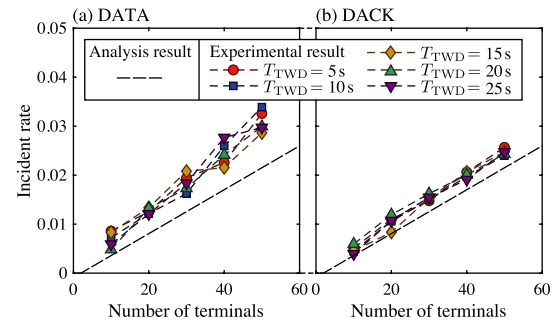 (a) DATA
(b) DACK
Analysis result
Experimental result
T_TWD = 5 s
T_TWD = 10 s
T_TWD = 15 s
T_TWD = 20 s
T_TWD = 25 s
Incident rate
0.05
0.04
0.03
0.02
0.01
0
0 20 40 60
0 20 40 60
Number of terminals
Number of terminals